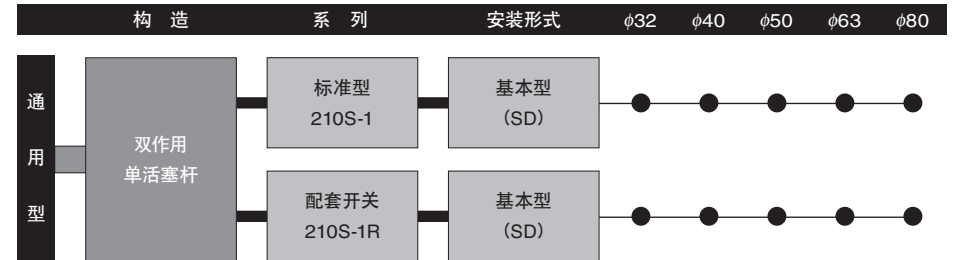 构 造 系 列 安装形式 φ32 φ40 φ50 φ63 φ80
通用型
双作用
单活塞杆
标准型
210S-1
基本型
（SD）
配套开关
210S-1R
基本型
（SD）